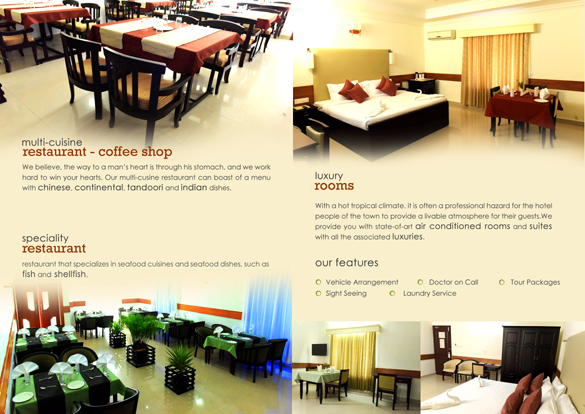 multi-cuisine
restaurant - coffee shop
We believe, the way to a man's heart is through his stomach, and we work
hard to win your hearts. Our multi-cusine restaurant can boast of a menu
with chinese, continental, tandoori and indian dishes.
speciality
restaurant
restaurant that specializes in seafood cuisines and seafood dishes, such as
fish and shellfish.
luxury
rooms
With a hot tropical climate, it is often a professional hazard for the hotel
people of the town to provide a livable atmosphere for their guests.We
provide you with state-of-art air conditioned rooms and suites
with all the associated luxuries.
our features
Vehicle Arrangement Doctor on Call Tour Packages
Sight Seeing Laundry Service